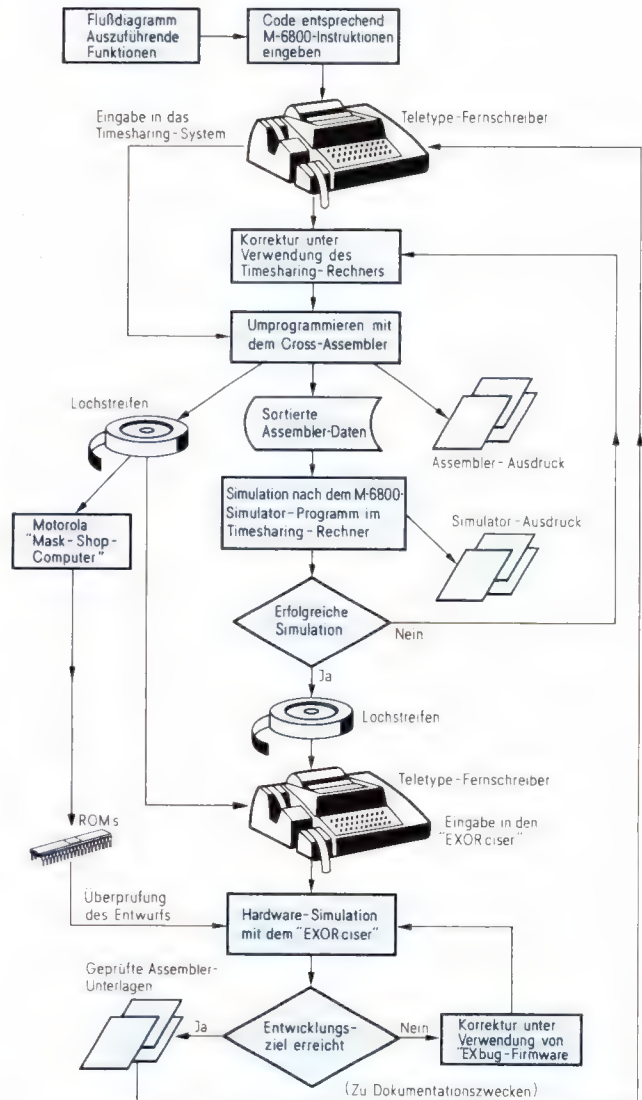 Flußdiagramm
Auszuführende
Funktionen
Code entsprechend
M-6800-Instruktionen
eingeben
Eingabe in das
Timesharing-System
Teletype-Fernschreiber
Korrektur unter
Verwendung des
Timesharing-Rechners
Umprogrammieren mit
dem Cross-Assembler
Lochstreifen
Sortierte
Assembler-Daten
Assembler-Ausdruck
Motorola
"Mask-Shop-
Computer"
Simulation nach dem M-6800-
Simulator-Programm im
Timesharing-Rechner
Simulator-Ausdruck
Erfolgreiche
Simulation
Nein
Ja
Lochstreifen
Teletype-Fernschreiber
Eingabe in den
"EXORciser"
ROMs
Überprüfung
des Entwurfs
Hardware-Simulation
mit dem "EXORciser"
Geprüfte Assembler-
Unterlagen
Ja
Entwicklungs-
ziel erreicht
Nein
Korrektur unter
Verwendung von
"EXbug-Firmware
(Zu Dokumentationszwecken)